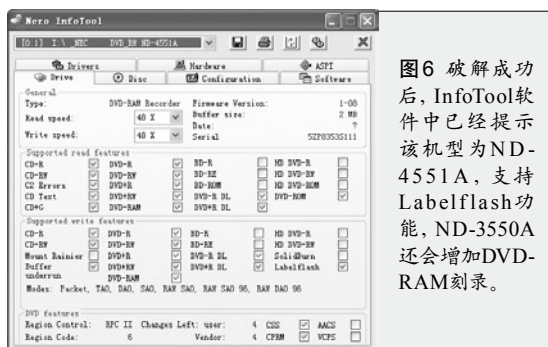 Nero InfoTool
[0:1] I:\ _NEC DVD_RW ND-4551A
Drivers Hardware ASPI
Drive Disc Configuration Software
General
Type: DVD-RAM Recorder Firmware Version: 1-08
Read speed: 48 X Buffer size: 2 MB
Date: ?
Write speed: 48 X Serial 5ZP83535111
Supported read features
CD-R DVD-R BD-R HD DVD-R
CD-RW DVD-RW BD-RE HD DVD-RW
C2 Errors DVD+R BD-ROM HD DVD-ROM
CD Text DVD+RW DVD-R DL DVD-ROM
CD+G DVD-RAM DVD+R DL
Supported write features
CD-R DVD-R BD-R HD DVD-R
CD-RW DVD-RW BD-RE HD DVD-RW
Mount Rainier DVD+R DVD-R DL SolidBurn
Buffer underrun DVD+RW DVD+R DL Labelflash
DVD-RAM
Modes: Packet, TAO, DAO, SAO, RAW SAO, RAW SAO 96, RAW DAO 96
DVD features
Region Control: RPC II Changes Left: user: 4 CSS AACS
Region Code: 6 Vendor: 4 CPRM VCPS
图6 破解成功
后, InfoTool软
件中已经提示
该机型为ND-
4551A, 支持
Labelflash功
能, ND-3550A
还会增加DVD-
RAM刻录。